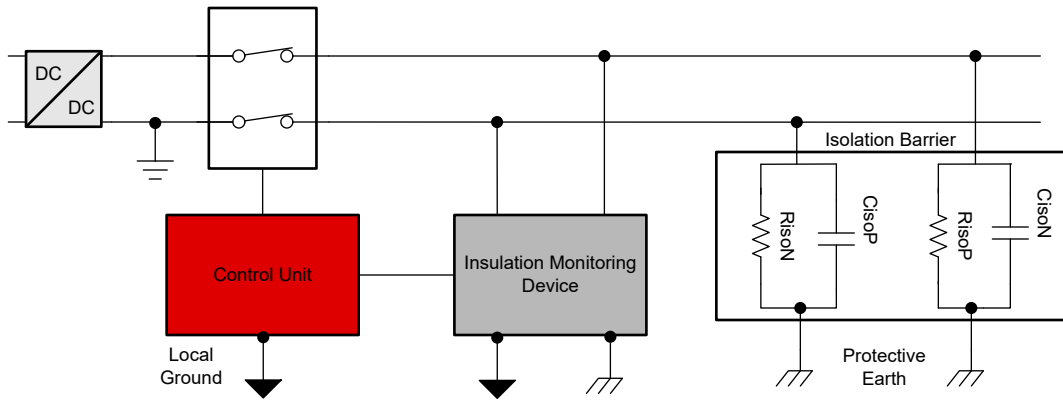 DC
DC
Isolation Barrier
RisoN
CisoP
RisoP
CisoN
Control Unit
Insulation Monitoring
Device
Local
Ground
Protective
Earth